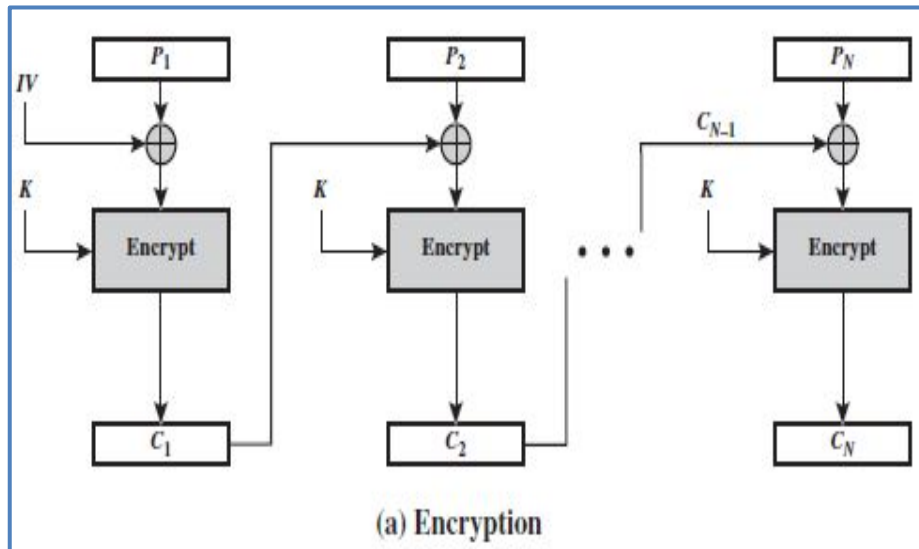 P1 P2 PN
IV
CN–1
K K K
Encrypt Encrypt Encrypt
C1 C2 CN
(a) Encryption